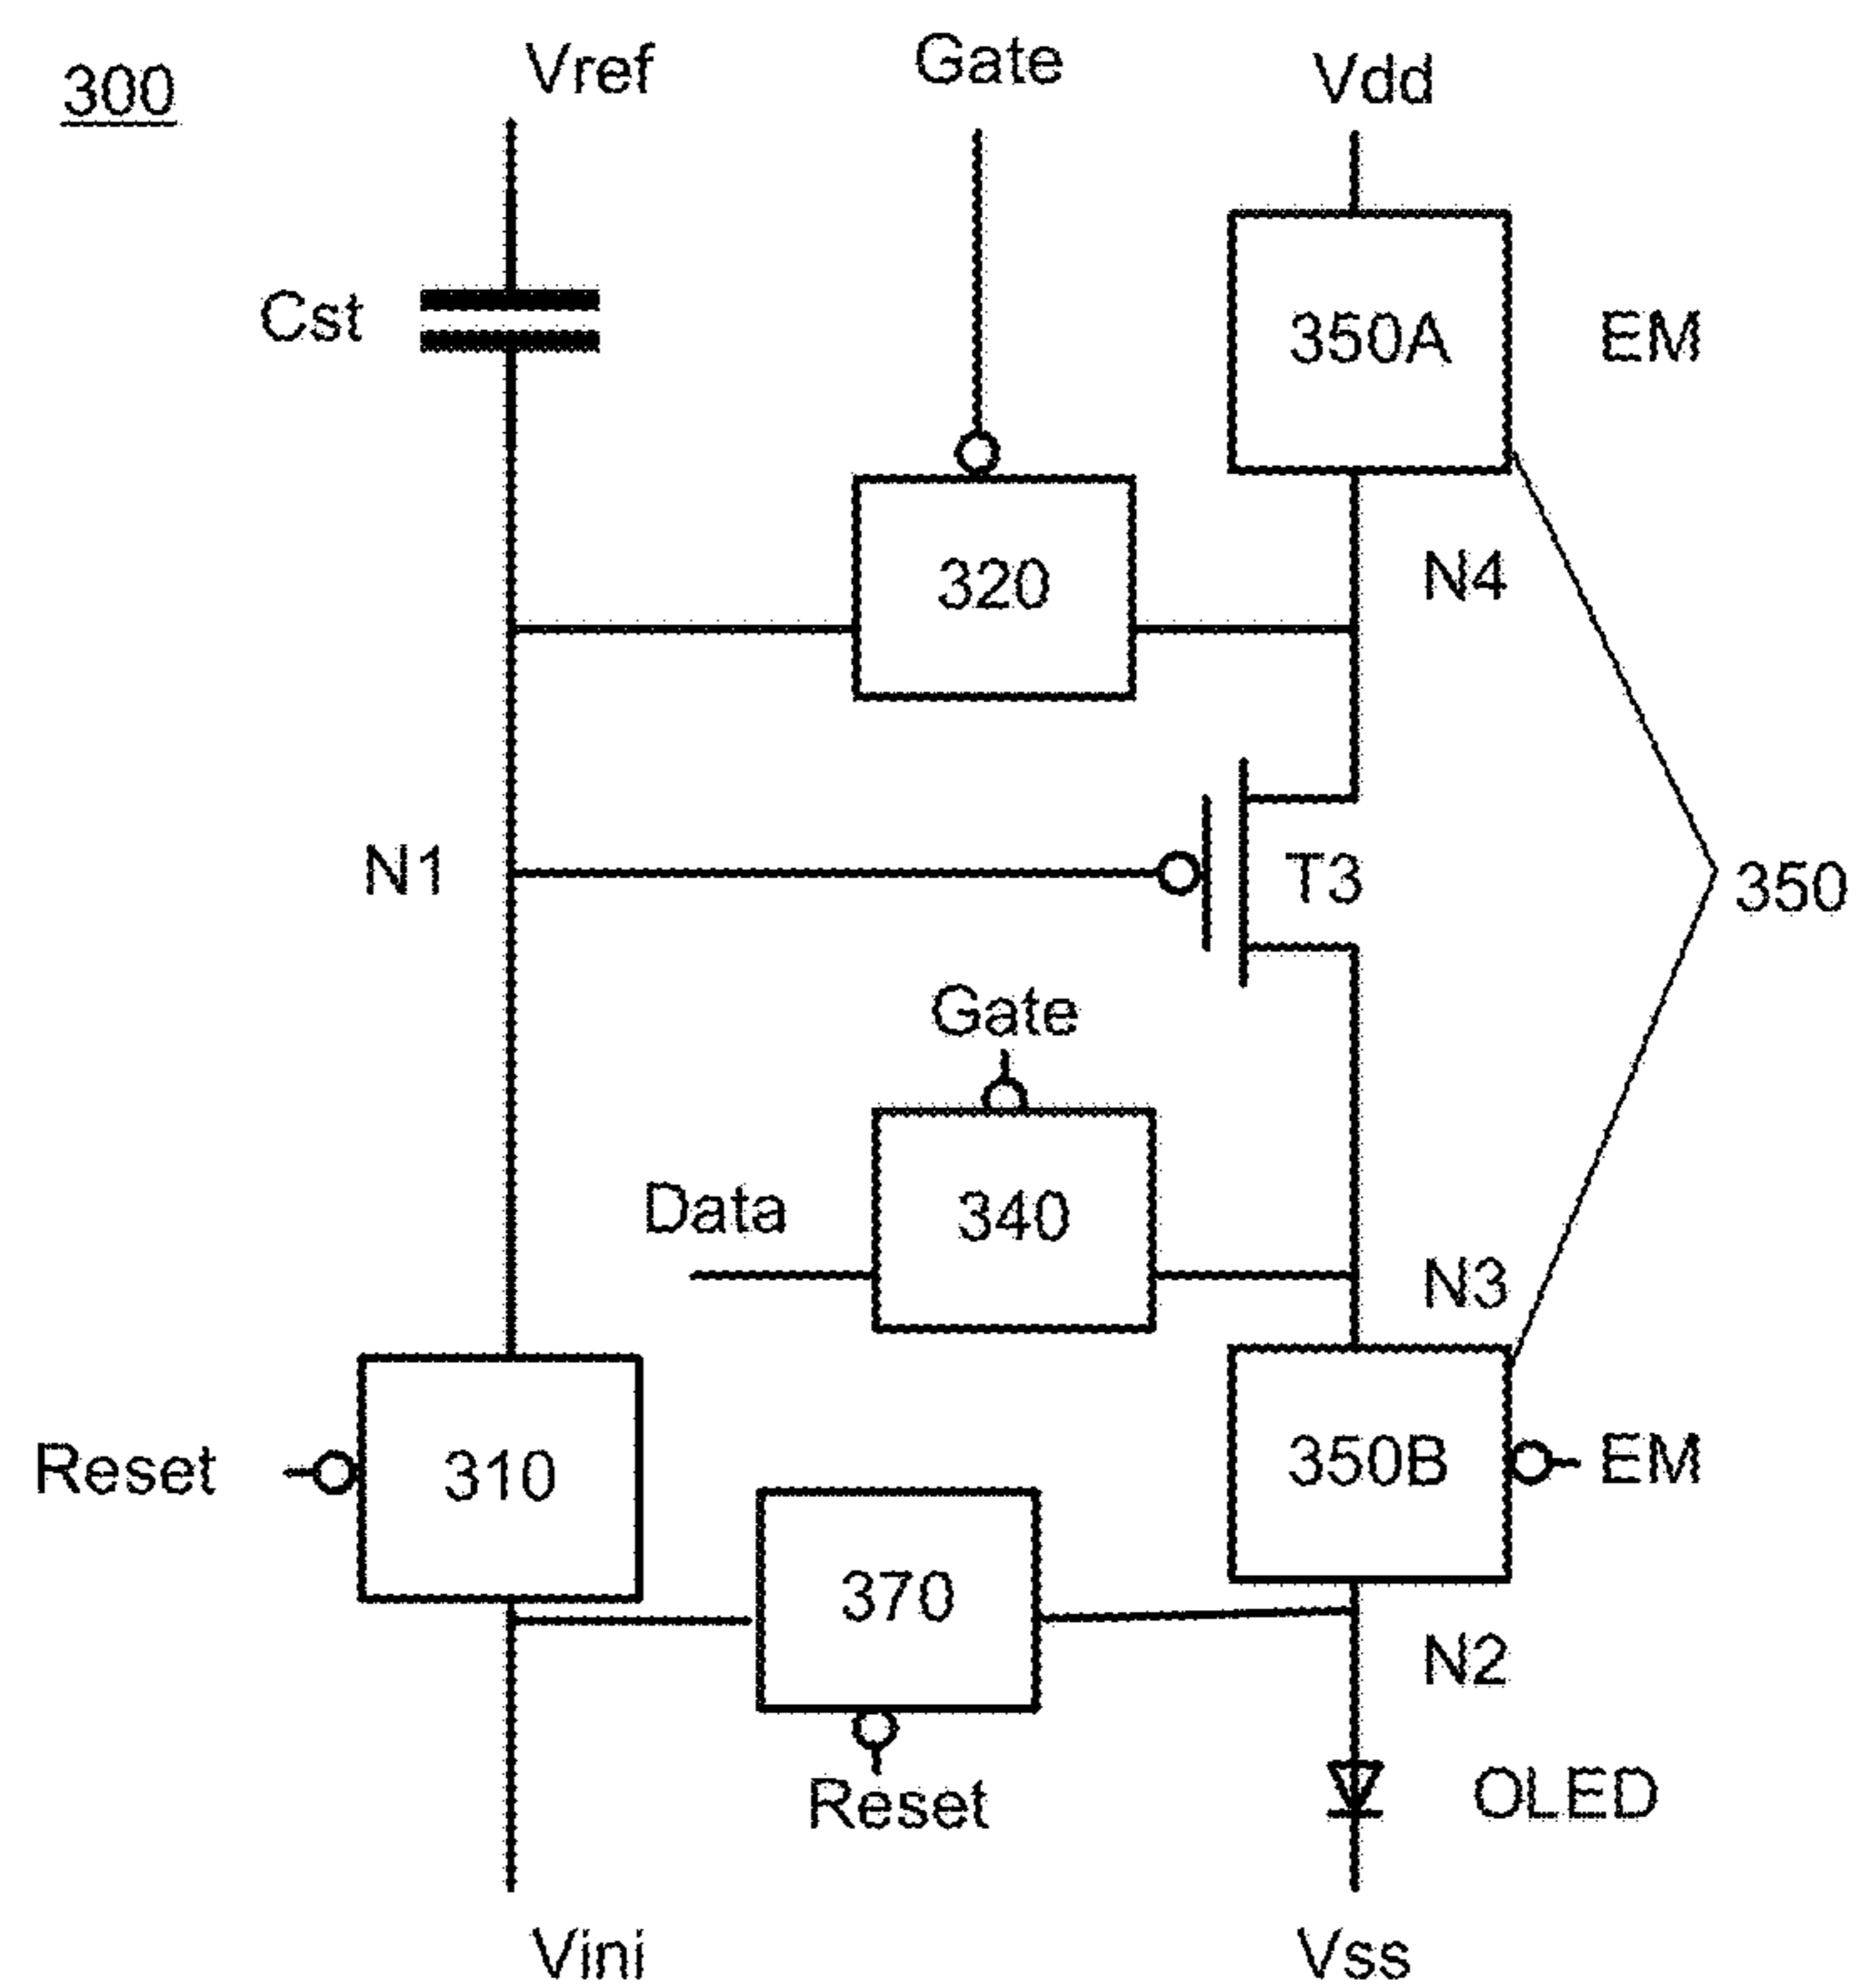 300
Vref
Gate
Vdd
Cst
350A
EM
320
N4
N1
T3
350
Gate
Data
340
N3
Reset
310
350B
EM
370
N2
Reset
OLED
Vini
Vss